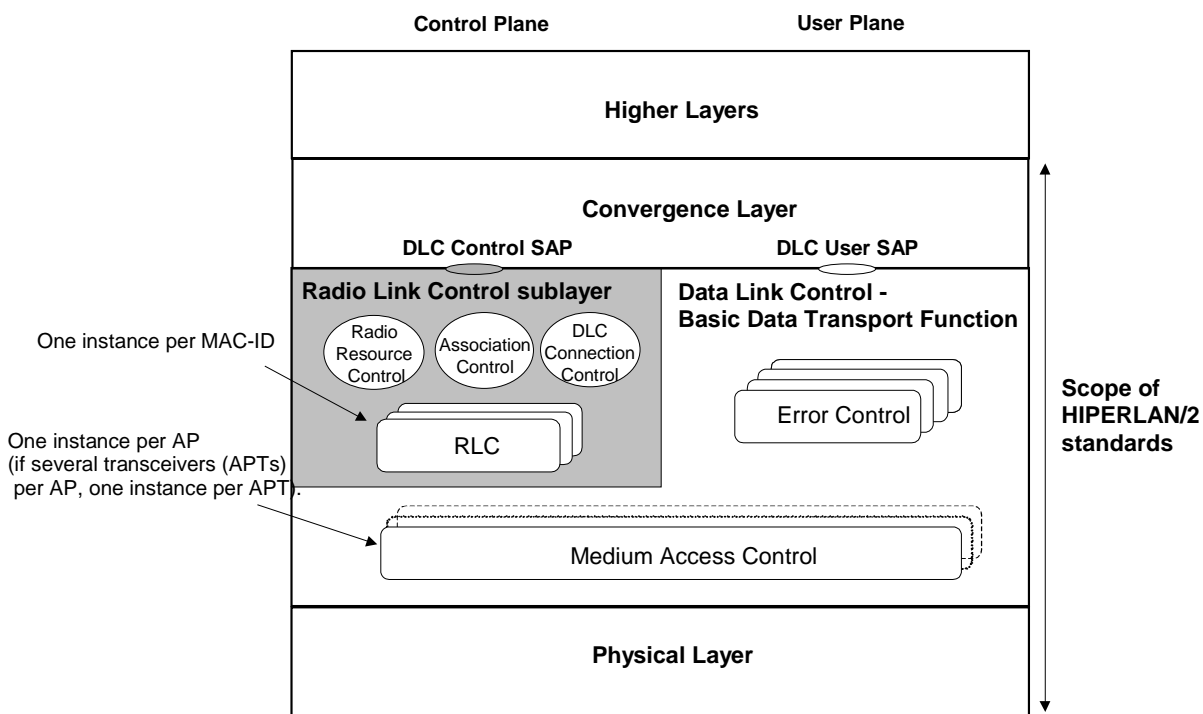 Control Plane
User Plane
Higher Layers
Convergence Layer
DLC Control SAP
DLC User SAP
Radio Link Control sublayer
Data Link Control -
Basic Data Transport Function
Radio
Resource
Control
Association
Control
DLC
Connection
Control
One instance per MAC-ID
RLC
Error Control
Scope of
HIPERLAN/2
standards
One instance per AP
(if several transceivers (APTs)
per AP, one instance per APT).
Medium Access Control
Physical Layer